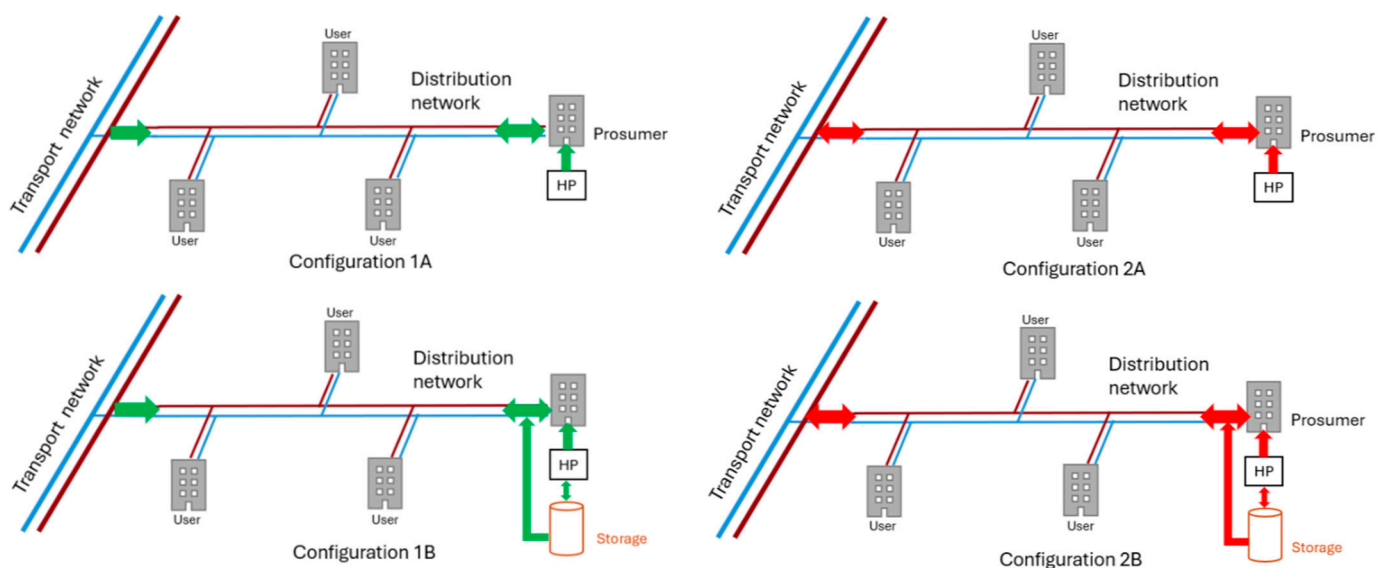 User
Transport network
Distribution
network
Prosumer
HP
User
User
Configuration 1A
User
Transport network
Distribution
network
Prosumer
HP
User
User
Configuration 2A
User
Transport network
Distribution
network
HP
User
User
Storage
Configuration 1B
User
Transport network
Distribution
network
Prosumer
HP
User
User
Storage
Configuration 2B